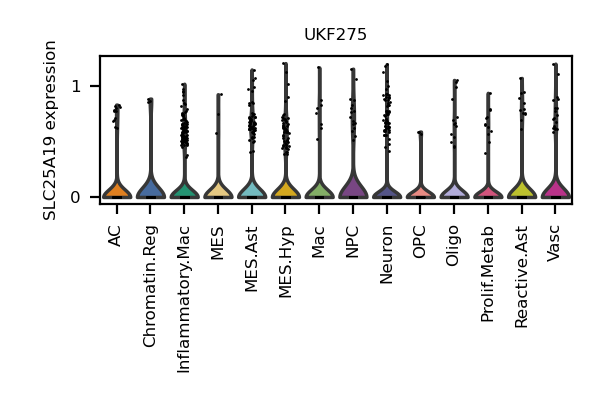 UKF275
SLC25A19 expression
1
0
AC
Chromatin.Reg
Inflammatory.Mac
MES
MES.Ast
MES.Hyp
Mac
NPC
Neuron
OPC
Oligo
Prolif.Metab
Reactive.Ast
Vasc